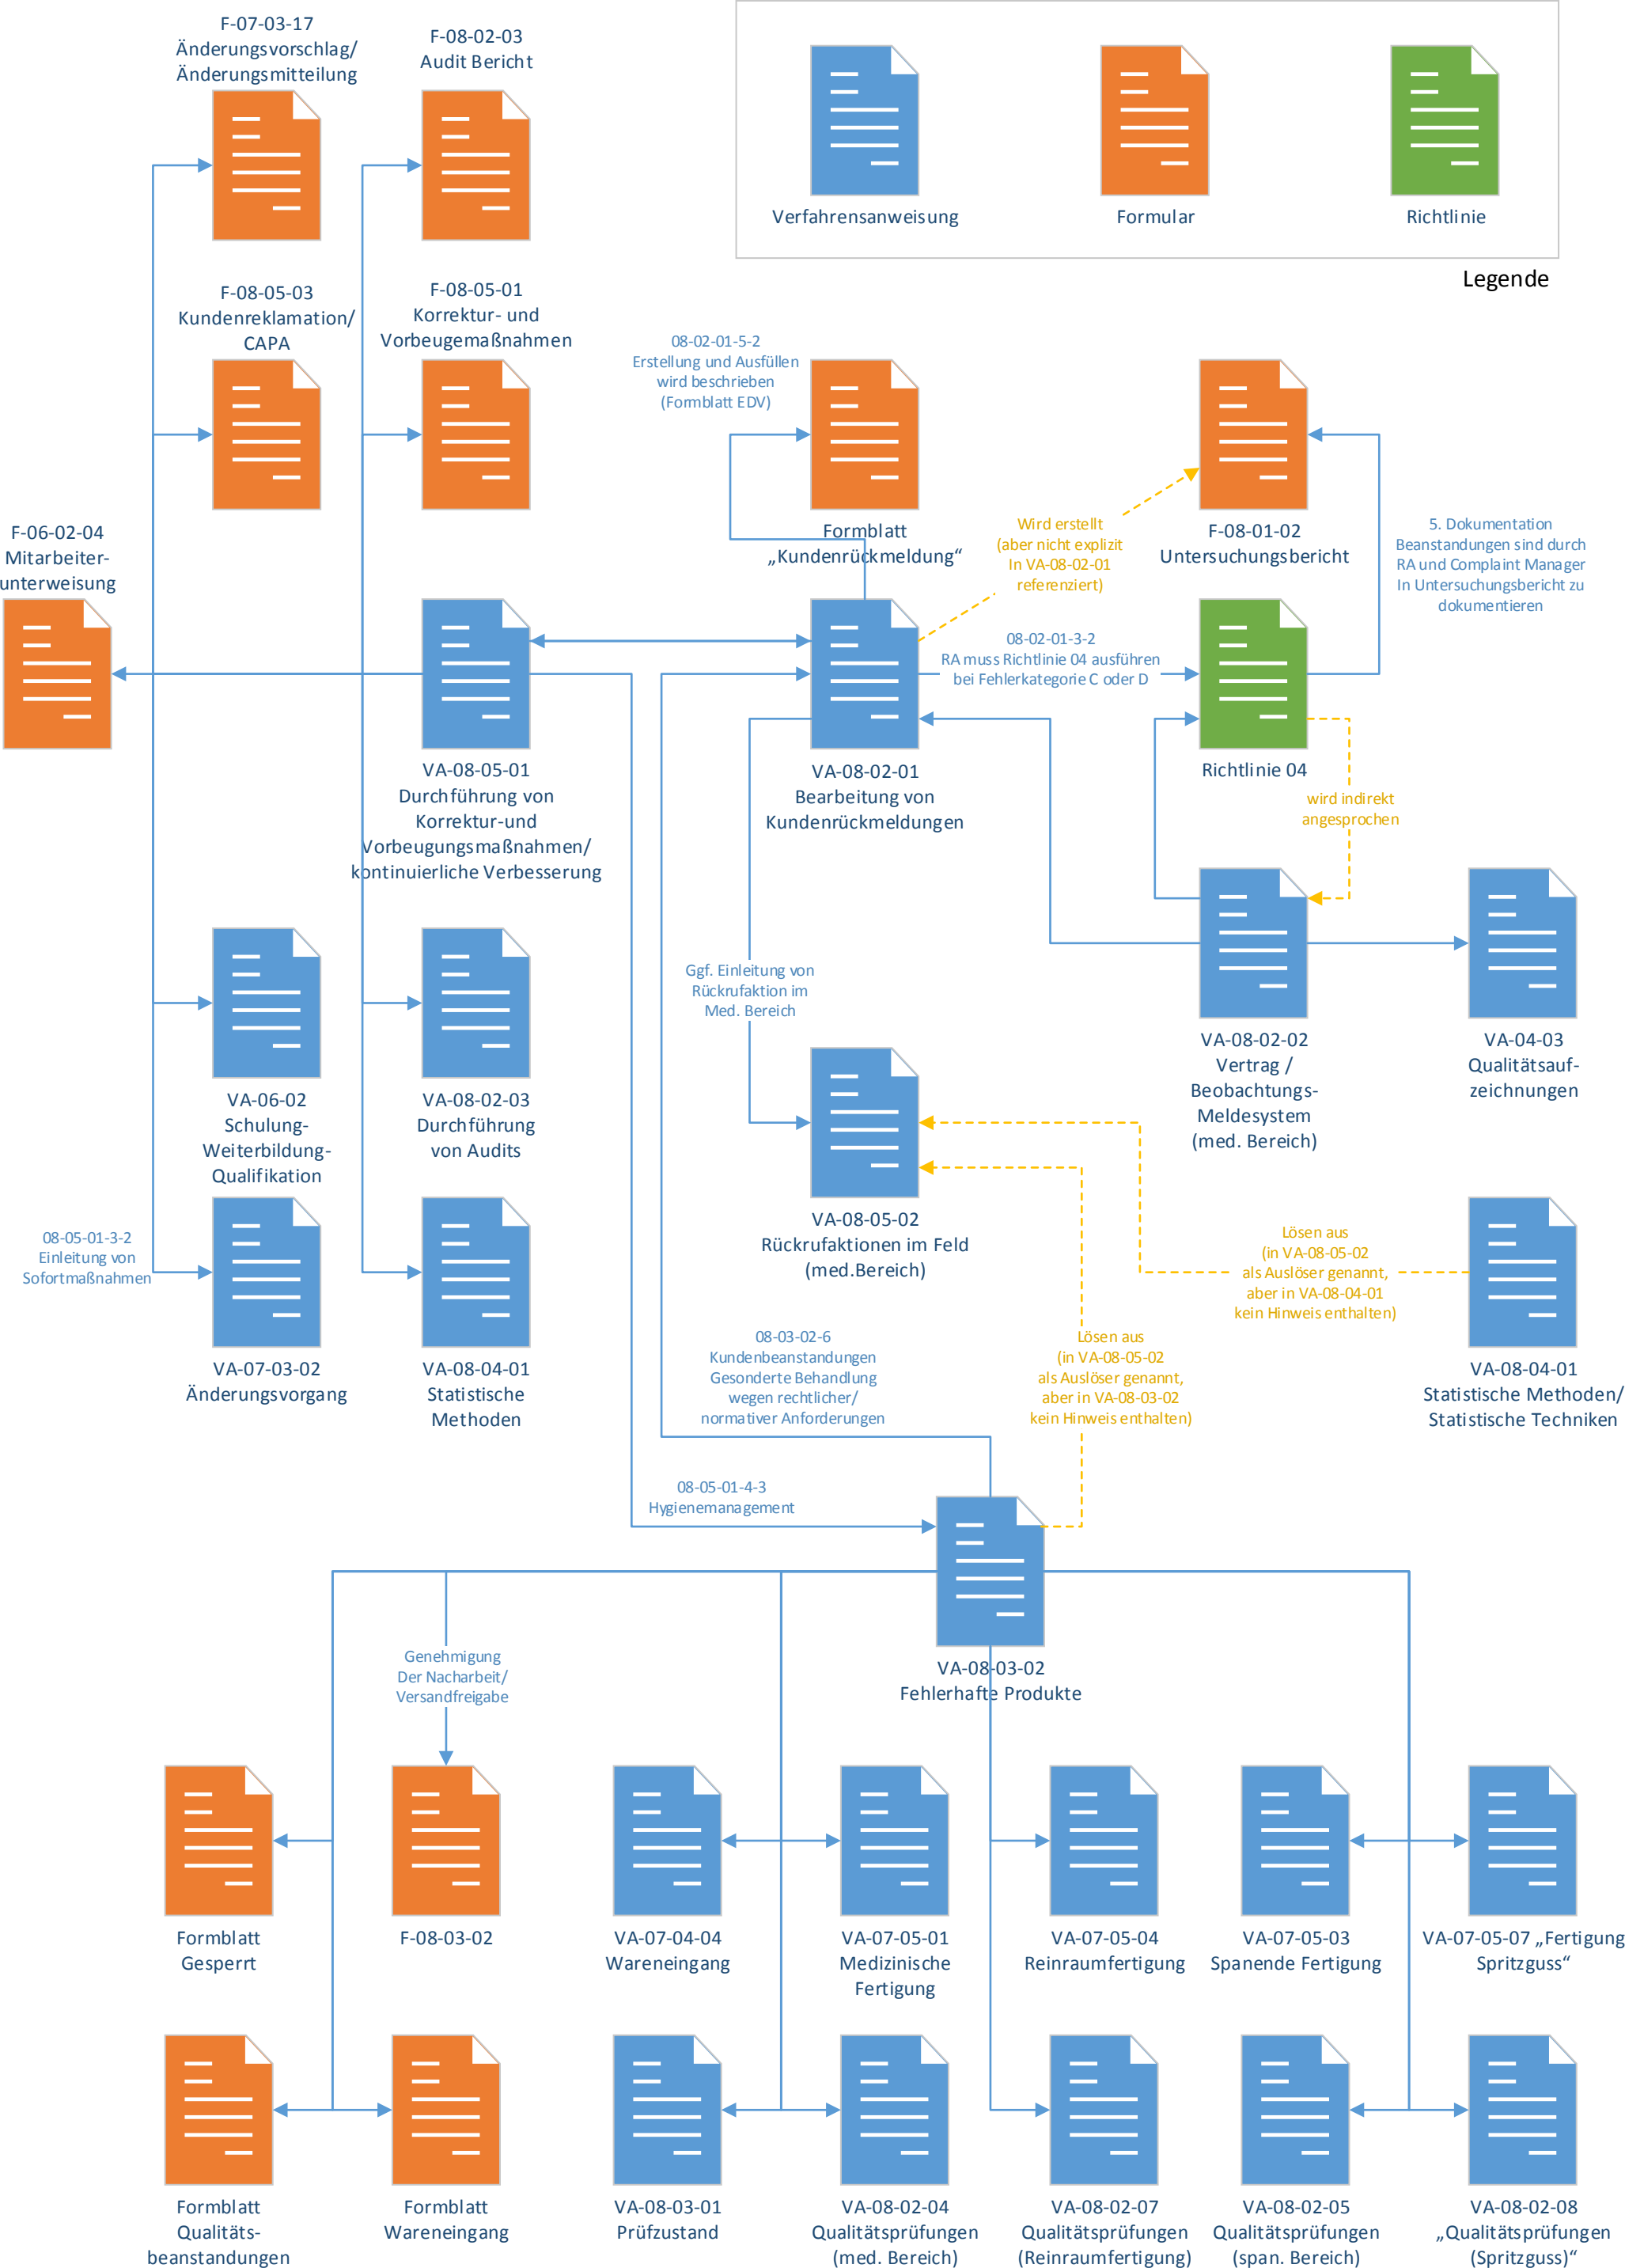 F-07-03-17
Änderungsvorschlag/
Änderungsmitteilung
F-08-02-03
Audit Bericht
Verfahrensanweisung
Formular
Richtlinie
Legende
F-08-05-03
Kundenreklamation/
CAPA
F-08-05-01
Korrektur- und
Vorbeugemaßnahmen
08-02-01-5-2
Erstellung und Ausfüllen
wird beschrieben
(Formblatt EDV)
F-06-02-04
Mitarbeiter-
unterweisung
Formblatt
„Kundenrückmeldung“
Wird erstellt
(aber nicht explizit
In VA-08-02-01
referenziert)
F-08-01-02
Untersuchungsbericht
5. Dokumentation
Beanstandungen sind durch
RA und Complaint Manager
In Untersuchungsbericht zu
dokumentieren
08-02-01-3-2
RA muss Richtlinie 04 ausführen
bei Fehlerkategorie C oder D
VA-08-05-01
Durchführung von
Korrektur-und
Vorbeugungsmaßnahmen/
kontinuierliche Verbesserung
VA-08-02-01
Bearbeitung von
Kundenrückmeldungen
Richtlinie 04
wird indirekt
angesprochen
Ggf. Einleitung von
Rückrufaktion im
Med. Bereich
VA-06-02
Schulung-
Weiterbildung-
Qualifikation
VA-08-02-03
Durchführung
von Audits
VA-08-02-02
Vertrag /
Beobachtungs-
Meldesystem
(med. Bereich)
VA-04-03
Qualitätsauf-
zeichnungen
08-05-01-3-2
Einleitung von
Sofortmaßnahmen
VA-08-05-02
Rückrufaktionen im Feld
(med.Bereich)
Lösen aus
(in VA-08-05-02
als Auslöser genannt,
aber in VA-08-04-01
kein Hinweis enthalten)
VA-07-03-02
Änderungsvorgang
VA-08-04-01
Statistische
Methoden
08-03-02-6
Kundenbeanstandungen
Gesonderte Behandlung
wegen rechtlicher/
normativer Anforderungen
Lösen aus
(in VA-08-05-02
als Auslöser genannt,
aber in VA-08-03-02
kein Hinweis enthalten)
VA-08-04-01
Statistische Methoden/
Statistische Techniken
08-05-01-4-3
Hygienemanagement
Genehmigung
Der Nacharbeit/
Versandfreigabe
VA-08-03-02
Fehlerhafte Produkte
Formblatt
Gesperrt
F-08-03-02
VA-07-04-04
Wareneingang
VA-07-05-01
Medizinische
Fertigung
VA-07-05-04
Reinraumfertigung
VA-07-05-03
Spanende Fertigung
VA-07-05-07 „Fertigung
Spritzguss“
Formblatt
Qualitäts-
beanstandungen
Formblatt
Wareneingang
VA-08-03-01
Prüfzustand
VA-08-02-04
Qualitätsprüfungen
(med. Bereich)
VA-08-02-07
Qualitätsprüfungen
(Reinraumfertigung)
VA-08-02-05
Qualitätsprüfungen
(span. Bereich)
VA-08-02-08
„Qualitätsprüfungen
(Spritzguss)“